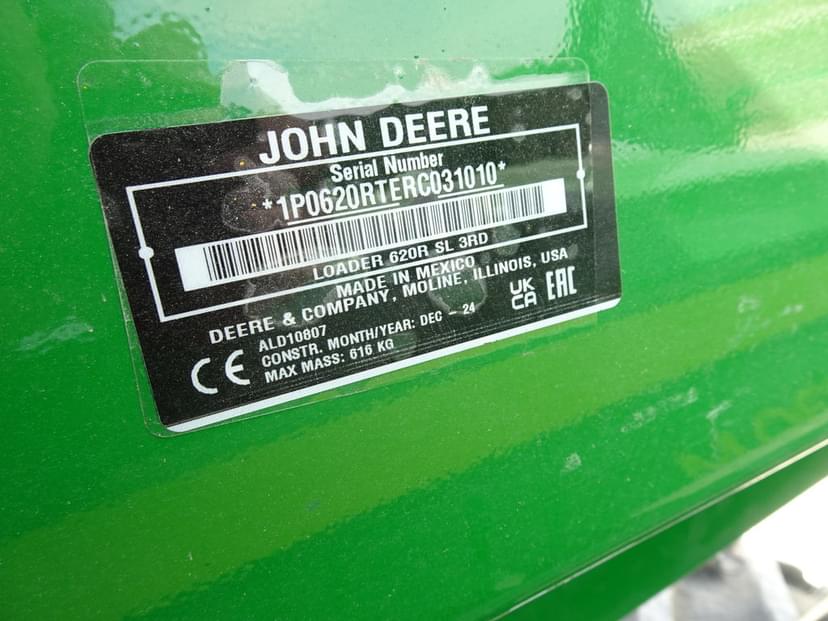 JOHN DEERE
Serial Number
*1P0620RTERC031010*
LOADER 620R SL 3RD
MADE IN MEXICO
DEERE & COMPANY, MOLINE, ILLINOIS, USA
ALD10807
CONSTR. MONTH/YEAR: DEC - 24
MAX MASS: 616 KG
CE
UK
CA
EAC